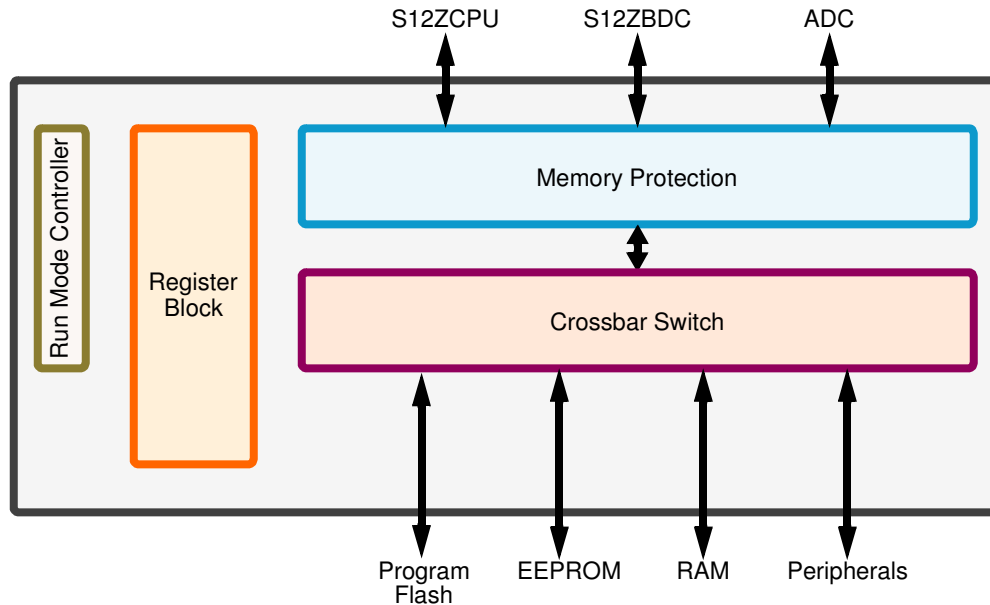 S12ZCPU
S12ZBDC
ADC
Run Mode Controller
Register
Block
Memory Protection
Crossbar Switch
Program
Flash
EEPROM
RAM
Peripherals